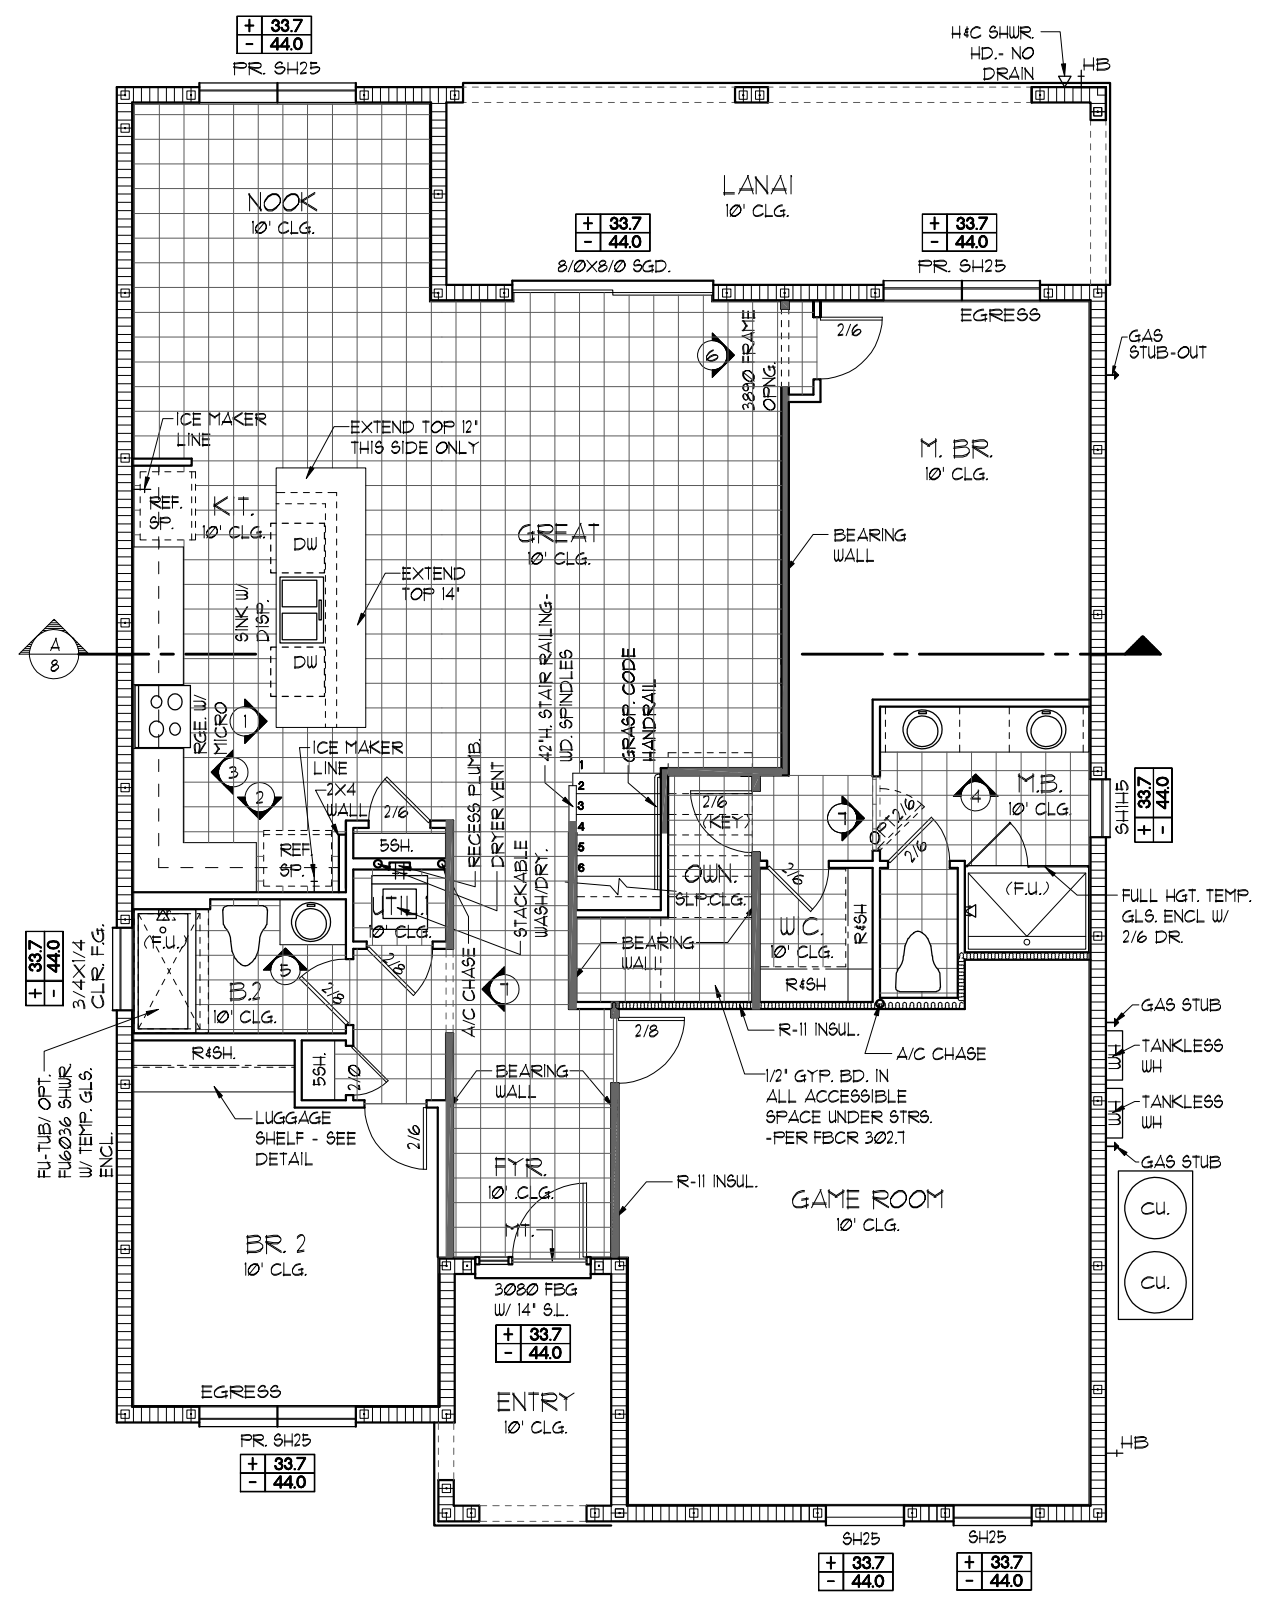 + 33.7
- 44.0
PR. SH25
H&C SHWR.
HD.- NO
DRAIN
HB
NOOK
10' CLG.
LANAI
10' CLG.
+ 33.7
- 44.0
8/0X8/0 SGD.
+ 33.7
- 44.0
PR. SH25
EGRESS
6
3890 FRAME
OPNG.
2/6
GAS
STUB-OUT
ICE MAKER
LINE
EXTEND TOP 12"
THIS SIDE ONLY
M. BR.
10' CLG.
REF.
SP.
KIT.
10' CLG.
DW
GREAT
10' CLG.
BEARING
WALL
EXTEND
TOP 14"
SINK W/
DISP.
DW
A
8
42"H. STAIR RAILING-
WD. SPINDLES
GRASP. CODE
HANDRAIL
RGE. W/
MICRO
1
3
2
ICE MAKER
LINE
2X4
WALL
2/6
5SH.
REF.
SP.
RECESS PLUMB.
DRYER VENT
STACKABLE
WASH/DRY.
1
2
3
4
5
6
2/6
(KEY)
OWN.
SLP.CLG.
7
OPT. 2/6
2/6
4
M.B.
10' CLG.
SH1H5
+ 33.7
- 44.0
(F.U.)
FULL HGT. TEMP.
GLS. ENCL W/
2/6 DR.
2/6
W.C.
10' CLG.
R&SH
R&SH
UTIL.
10' CLG.
2/8
BEARING
WALL
+ 33.7
- 44.0
3/4X1/4
CLR. F.G.
(F.U.)
5
B.2
10' CLG.
2/8
A/C CHASE
7
R-11 INSUL.
A/C CHASE
2/8
GAS STUB
TANKLESS
WH
WH
TANKLESS
WH
WH
GAS STUB
R&SH.
5SH.
2/0
BEARING
WALL
1/2" GYP. BD. IN
ALL ACCESSIBLE
SPACE UNDER STRS.
-PER FBCR 302.7
FU-TUB/ OPT.
FU6036 SHWR
W/ TEMP. GLS.
ENCL.
LUGGAGE
SHELF - SEE
DETAIL
2/6
FYR.
10' CLG.
R-11 INSUL.
MT.
GAME ROOM
10' CLG.
CU.
CU.
BR. 2
10' CLG.
3080 FBG
W/ 14" S.L.
+ 33.7
- 44.0
EGRESS
ENTRY
10' CLG.
PR. SH25
+ 33.7
- 44.0
HB
SH25
+ 33.7
- 44.0
SH25
+ 33.7
- 44.0